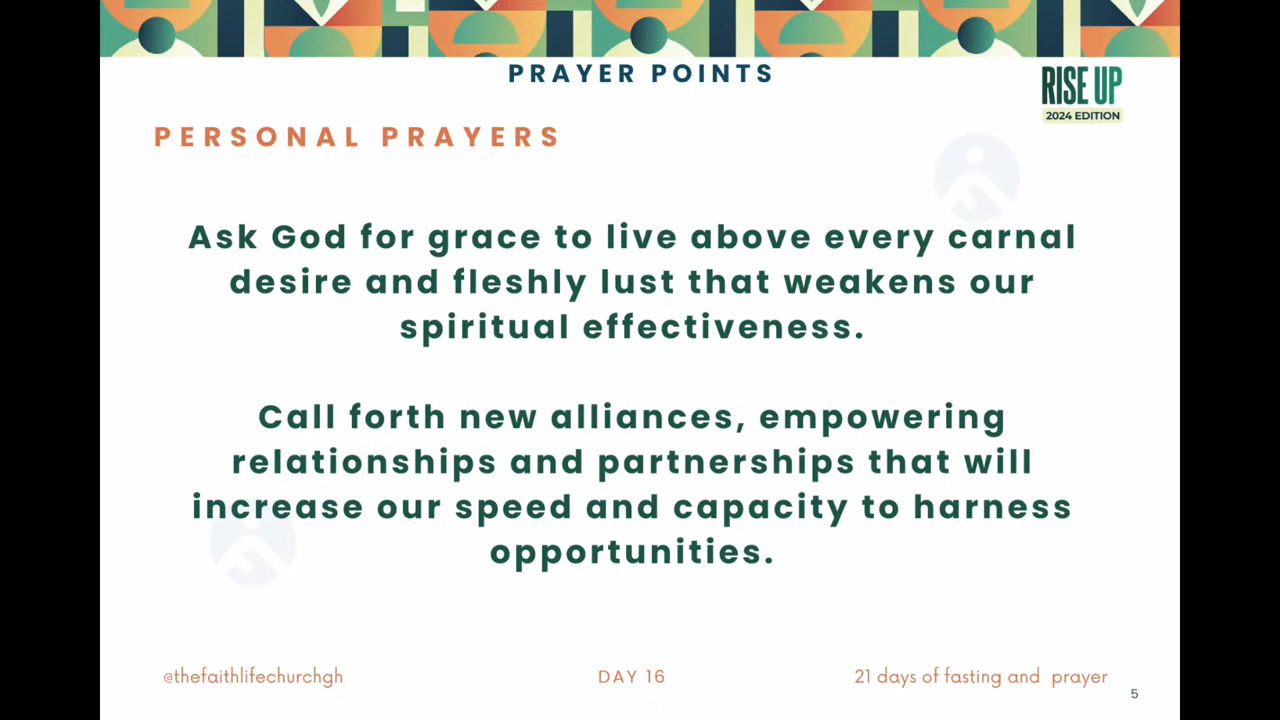 PRAYER POINTS
RISE UP
2024 EDITION
PERSONAL PRAYERS
Ask God for grace to live above every carnal
desire and fleshly lust that weakens our
spiritual effectiveness.
Call forth new alliances, empowering
relationships and partnerships that will
increase our speed and capacity to harness
opportunities.
@thefaithlifechurchgh
DAY 16
21 days of fasting and prayer
5